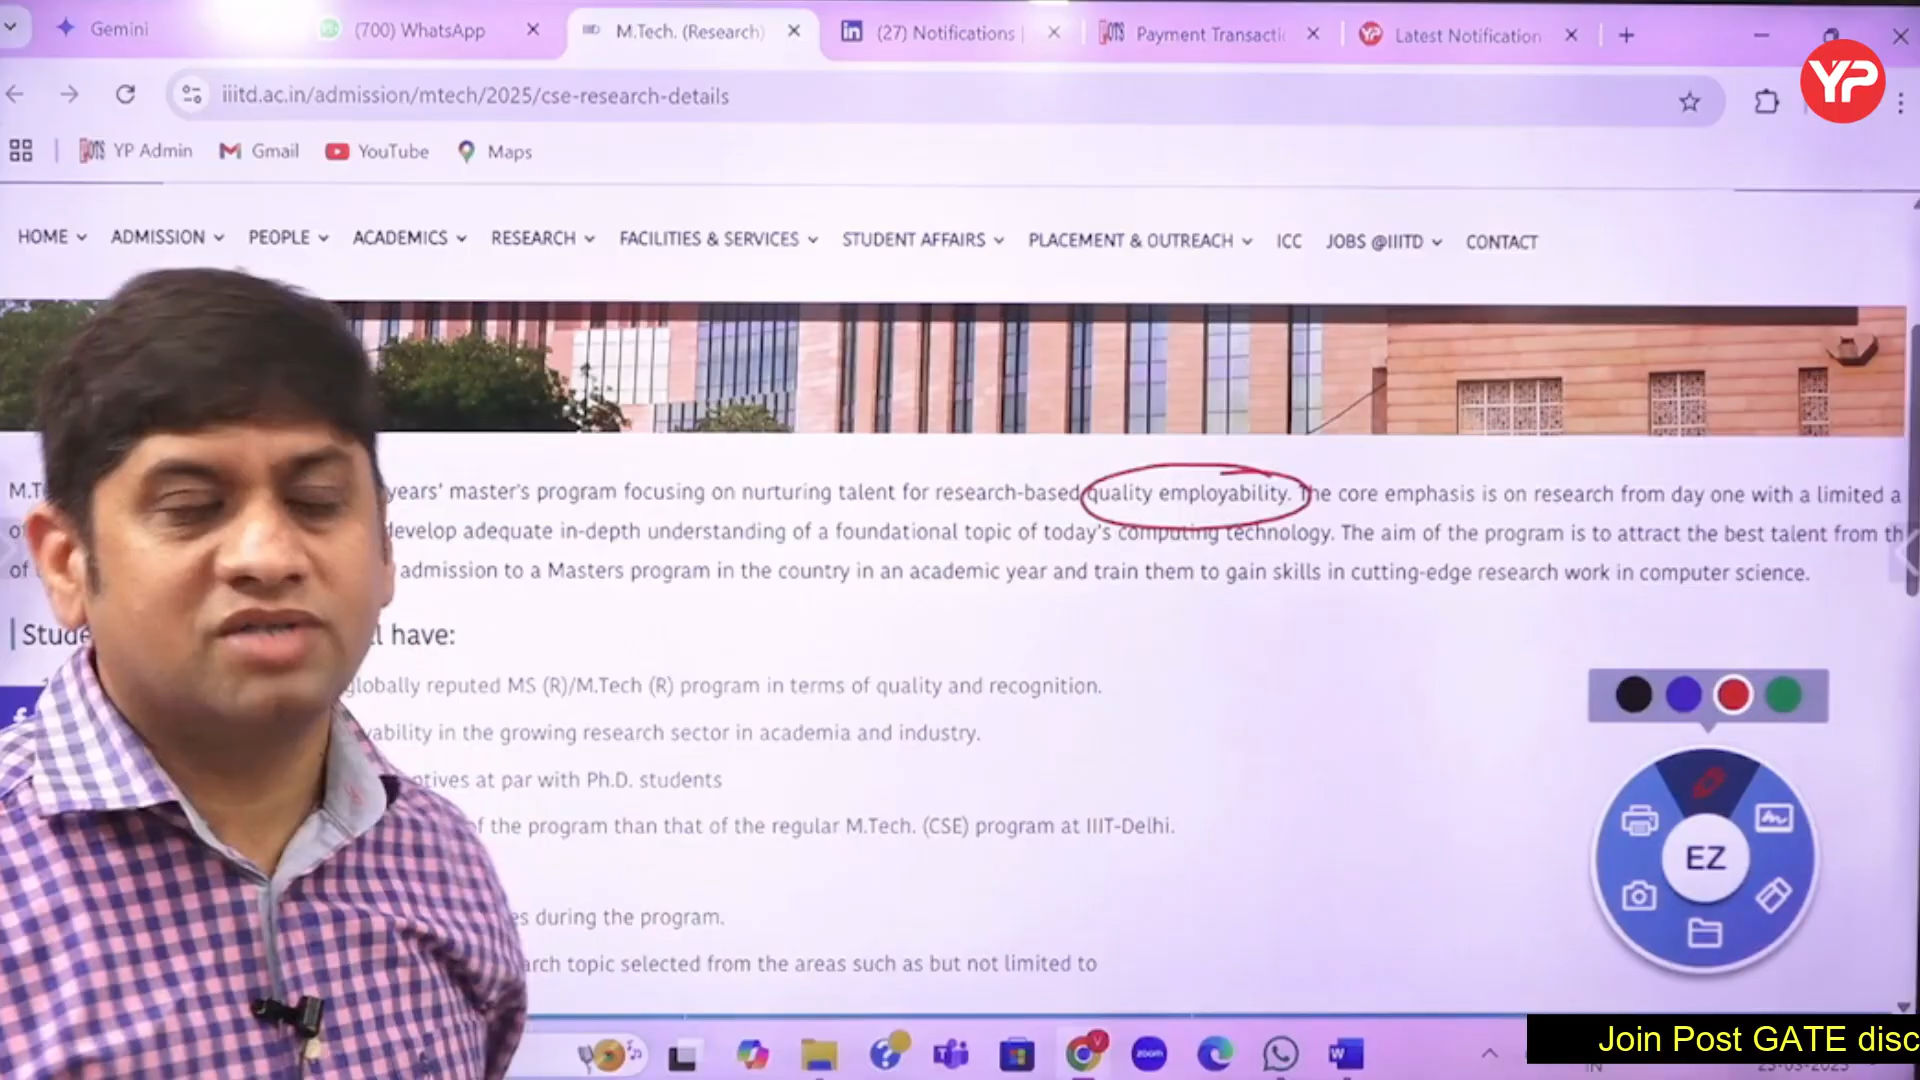 Gemini
(700) WhatsApp
M.Tech. (Research)
(27) Notifications |
Payment Transactic
Latest Notification
YP
iiitd.ac.in/admission/mtech/2025/cse-research-details
YP Admin
Gmail
YouTube
Maps
HOME ADMISSION PEOPLE ACADEMICS RESEARCH FACILITIES & SERVICES STUDENT AFFAIRS PLACEMENT & OUTREACH ICC JOBS @IIITD CONTACT
years' master's program focusing on nurturing talent for research-based quality employability. The core emphasis is on research from day one with a limited a
develop adequate in-depth understanding of a foundational topic of today's computing technology. The aim of the program is to attract the best talent from th
of admission to a Masters program in the country in an academic year and train them to gain skills in cutting-edge research work in computer science.
have:
globally reputed MS (R)/M.Tech (R) program in terms of quality and recognition.
in the growing research sector in academia and industry.
at par with Ph.D. students
of the program than that of the regular M.Tech. (CSE) program at IIIT-Delhi.
during the program.
topic selected from the areas such as but not limited to
EZ
zoom
Join Post GATE disc